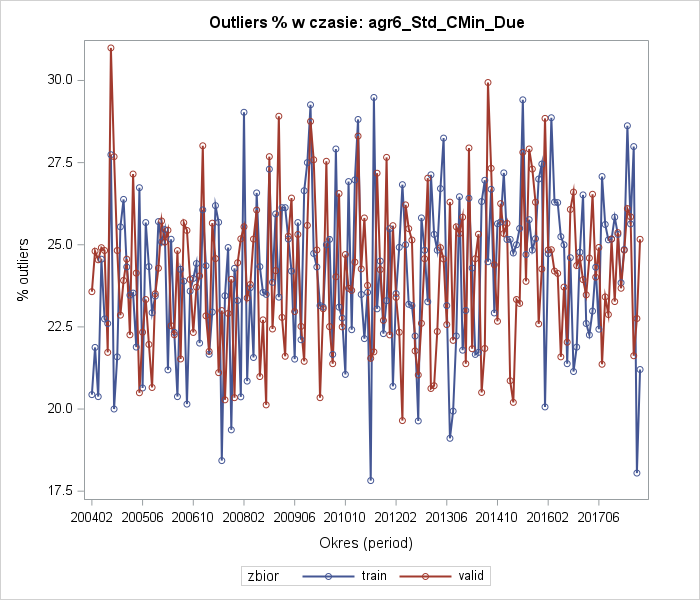 Outliers % w czasie: agr6_Std_CMin_Due
% outliers
30.0
27.5
25.0
22.5
20.0
17.5
200402 200506 200610 200802 200906 201010 201202 201306 201410 201602 201706
Okres (period)
zbior train valid